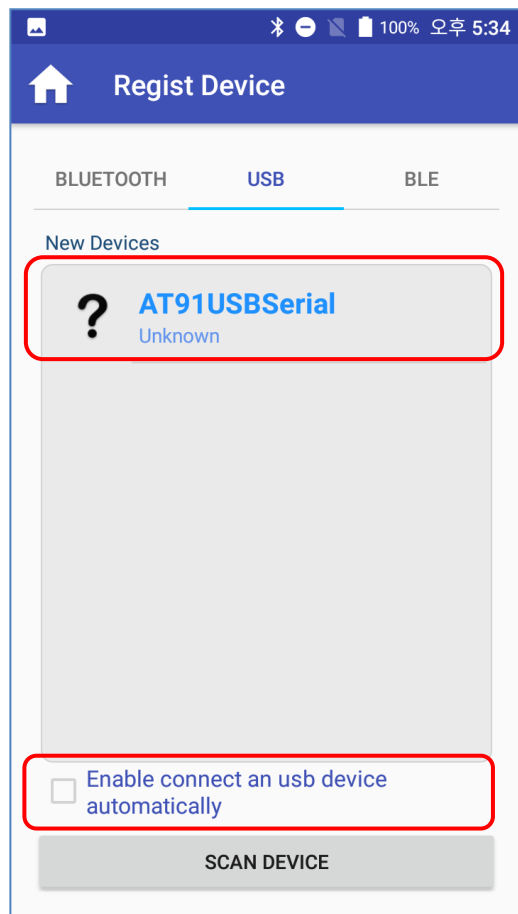 100% 오후 5:34
Regist Device
BLUETOOTH USB BLE
New Devices
? AT91USBSerial
Unknown
Enable connect an usb device
automatically
SCAN DEVICE